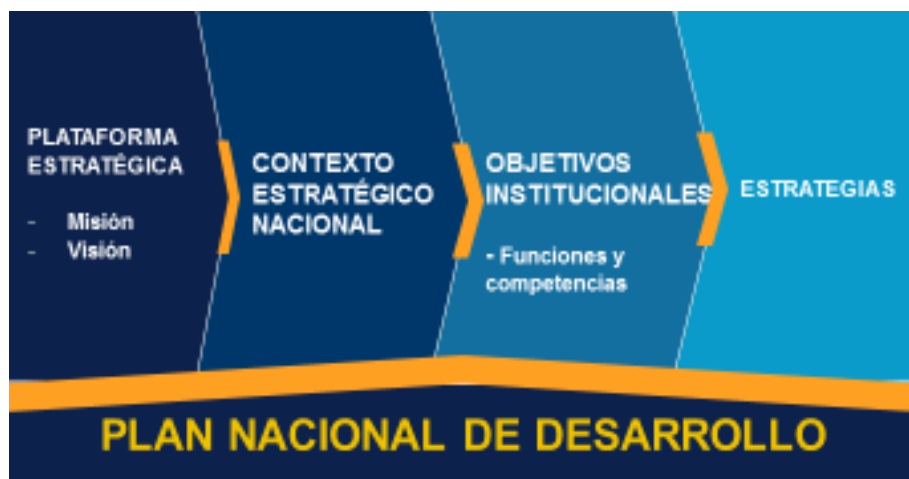 PLATAFORMA
ESTRATÉGICA
- Misión
- Visión
CONTEXTO
ESTRATÉGICO
NACIONAL
OBJETIVOS
INSTITUCIONALES
- Funciones y
competencias
ESTRATEGIAS
PLAN NACIONAL DE DESARROLLO